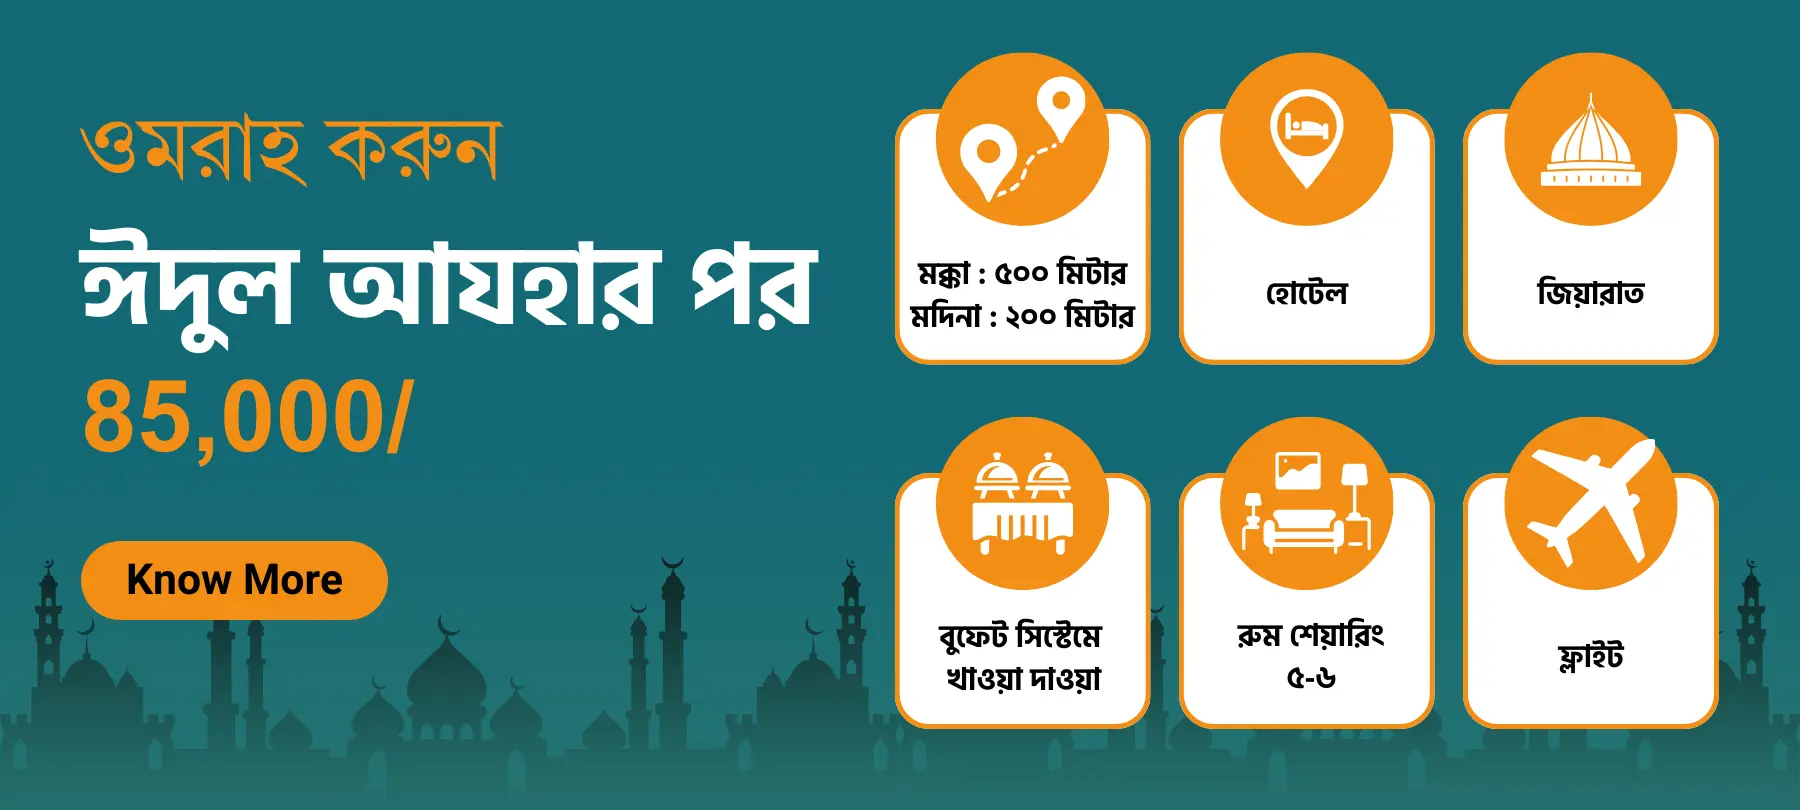 ওমরাহ করুন
ঈদুল আযহার পর
85,000/
Know More
মক্কা : ৫০০ মিটার
মদিনা : ২০০ মিটার
হোটেল
জিয়ারাত
বুফেট সিস্টেমে
খাওয়া দাওয়া
রুম শেয়ারিং
৫-৬
ফ্লাইট